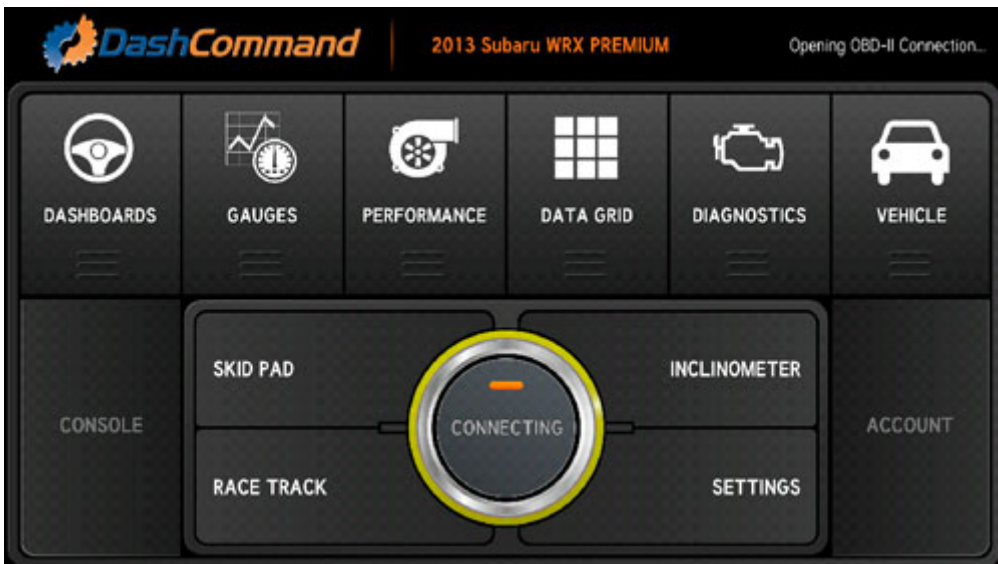 DashCommand
2013 Subaru WRX PREMIUM
Opening OBD-II Connection...
DASHBOARDS
GAUGES
PERFORMANCE
DATA GRID
DIAGNOSTICS
VEHICLE
CONSOLE
SKID PAD
RACE TRACK
CONNECTING
INCLINOMETER
SETTINGS
ACCOUNT